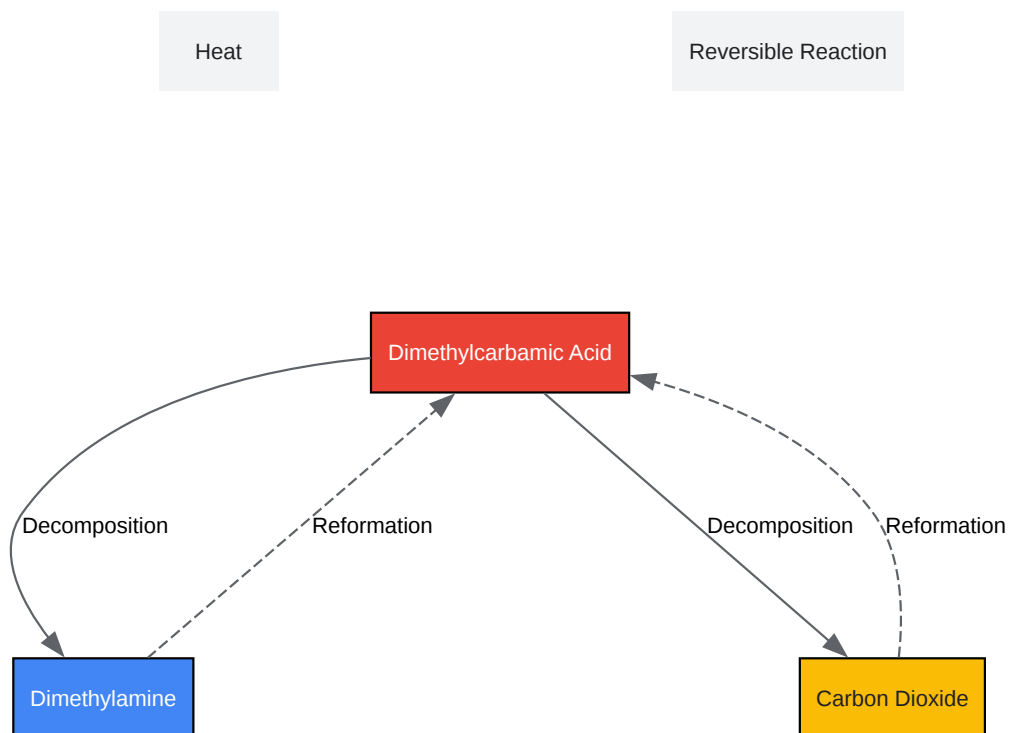 Heat
Reversible Reaction
Dimethylcarbamic Acid
Decomposition
Reformation
Decomposition
Reformation
Dimethylamine
Carbon Dioxide